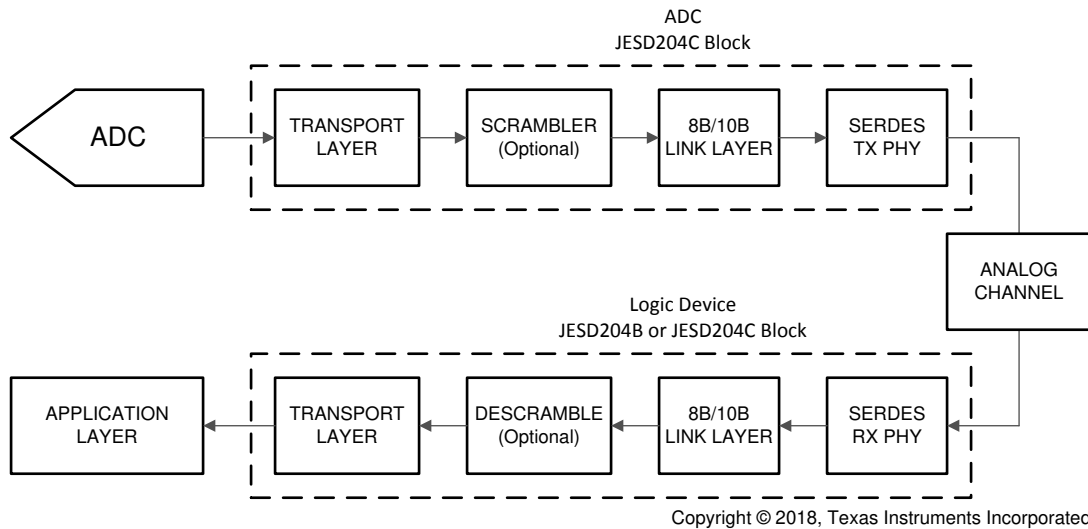 ADC
JESD204C Block
ADC
TRANSPORT
LAYER
SCRAMBLER
(Optional)
8B/10B
LINK LAYER
SERDES
TX PHY
ANALOG
CHANNEL
Logic Device
JESD204B or JESD204C Block
APPLICATION
LAYER
TRANSPORT
LAYER
DESCRAMBLE
(Optional)
8B/10B
LINK LAYER
SERDES
RX PHY
Copyright © 2018, Texas Instruments Incorporated